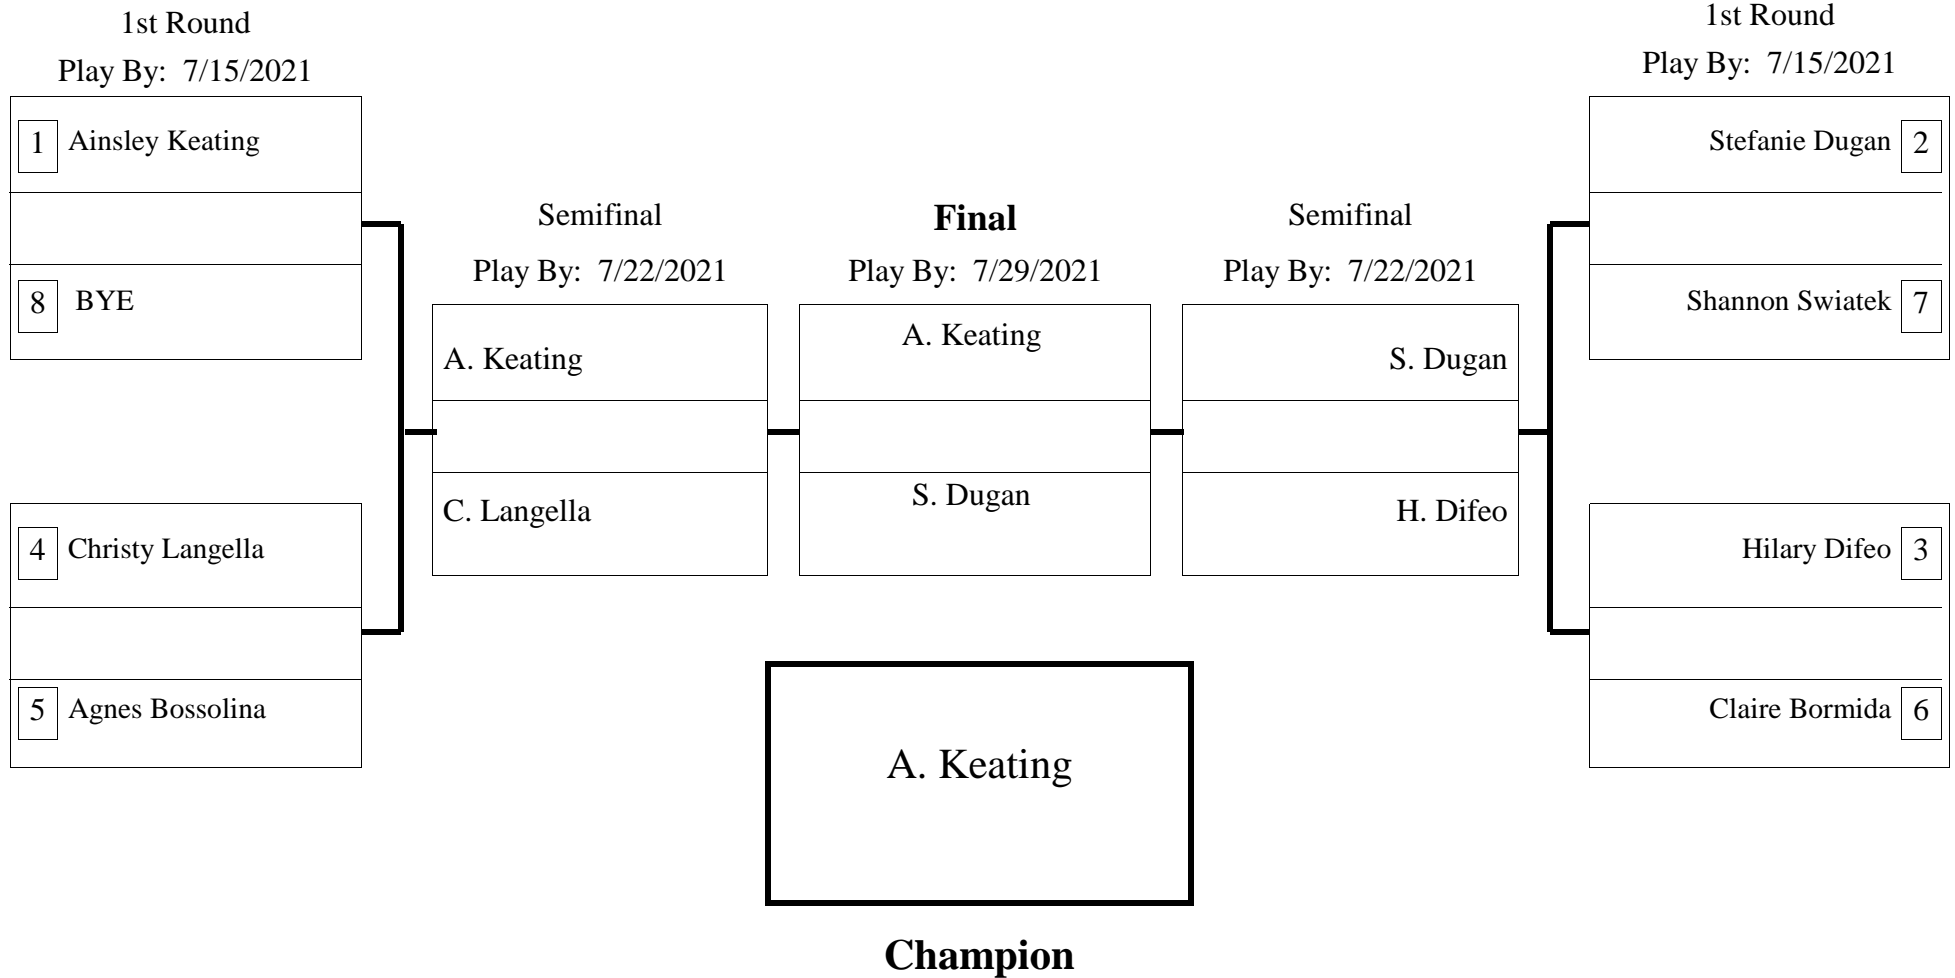 1st Round
Play By: 7/15/2021
1 Ainsley Keating
8 BYE
4 Christy Langella
5 Agnes Bossolina
Semifinal
Play By: 7/22/2021
A. Keating
C. Langella
Final
Play By: 7/29/2021
A. Keating
S. Dugan
Semifinal
Play By: 7/22/2021
S. Dugan
H. Difeo
1st Round
Play By: 7/15/2021
Stefanie Dugan 2
Shannon Swiatek 7
Hilary Difeo 3
Claire Bormida 6
A. Keating
Champion